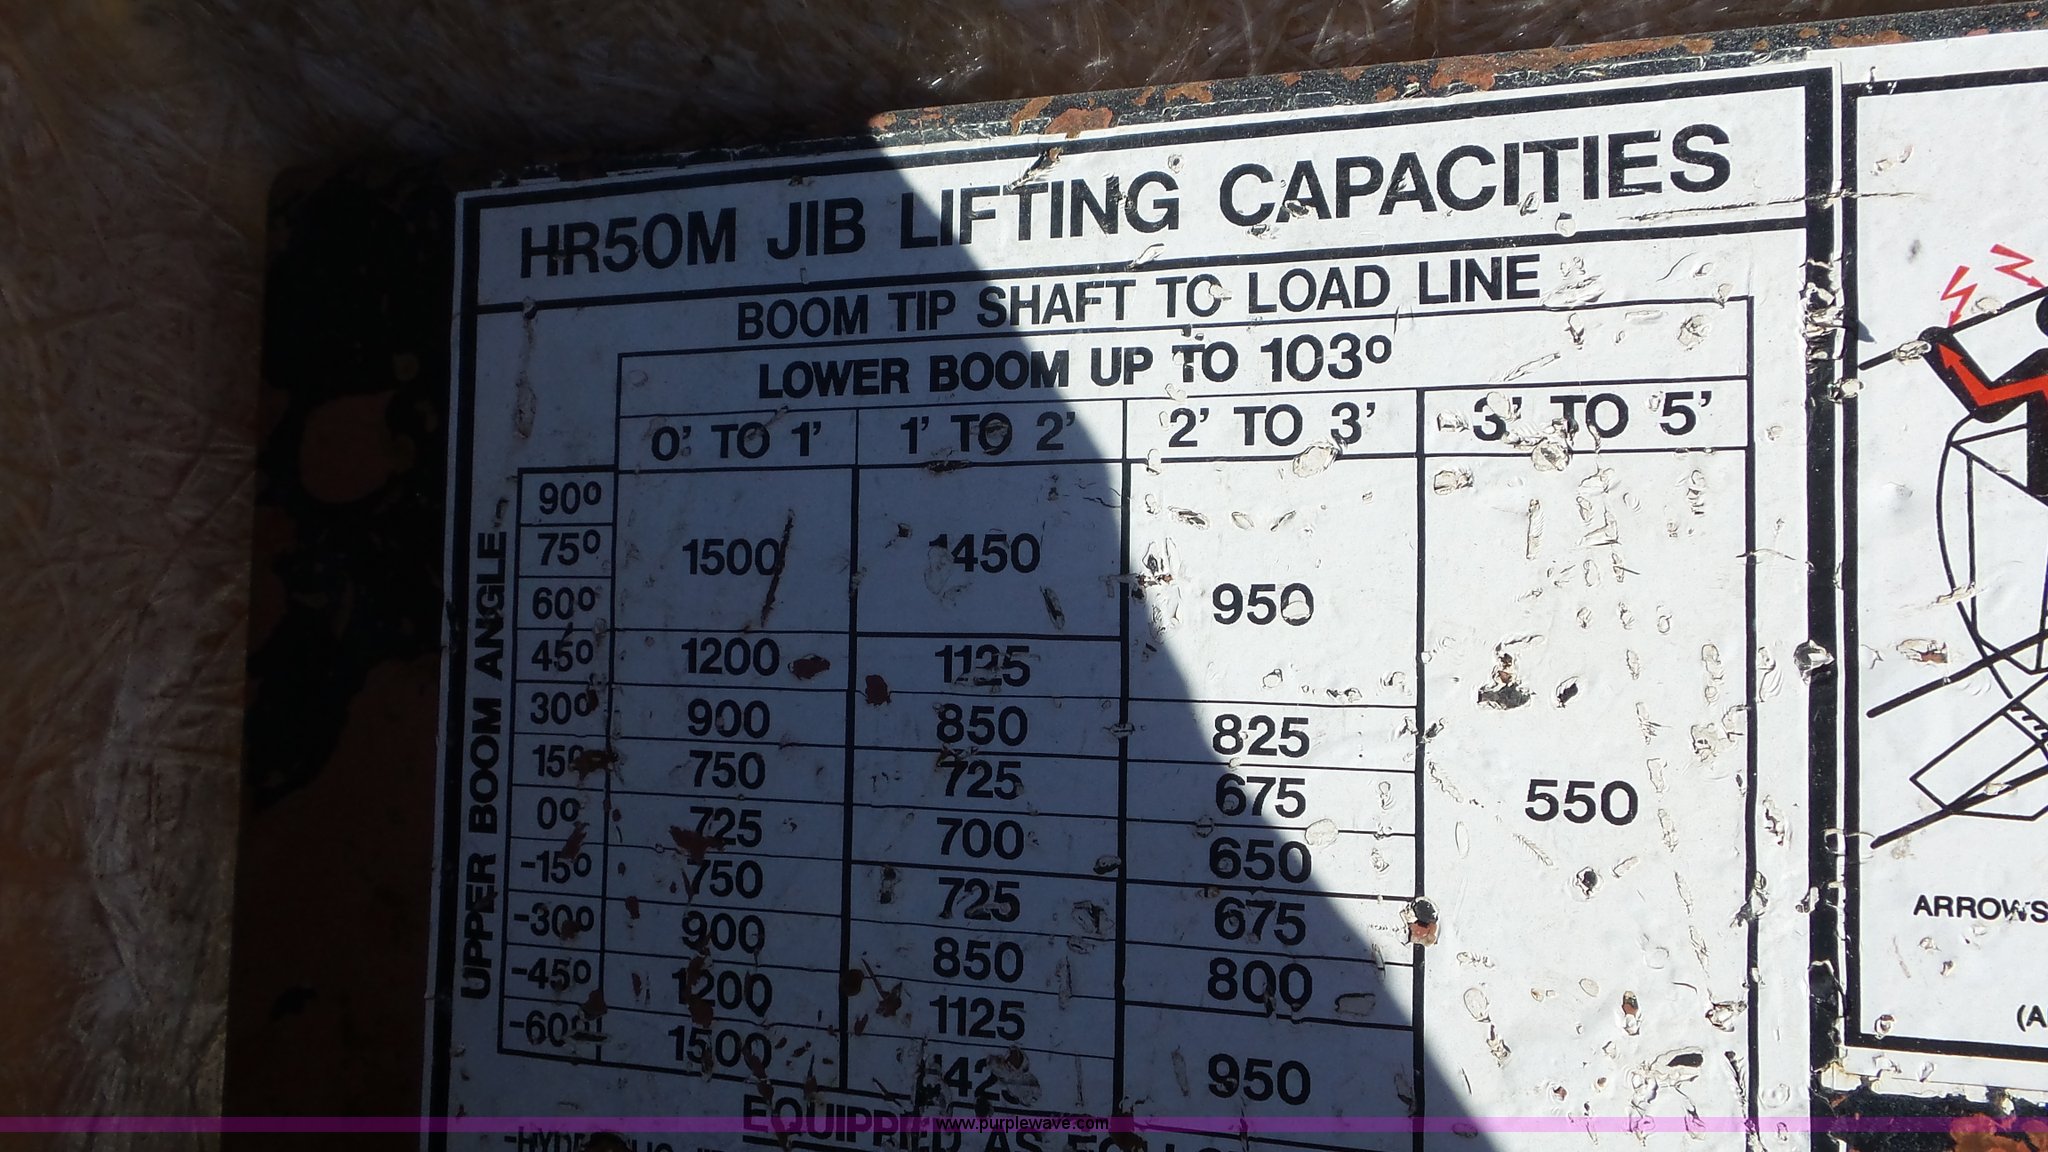 HR50M JIB LIFTING CAPACITIES
BOOM TIP SHAFT TO LOAD LINE
LOWER BOOM UP TO 103º
0' TO 1' 1' TO 2' 2' TO 3' 3' TO 5'
UPPER BOOM ANGLE
90º
75º 1500 1450
60º 950
45º 1200 1125
30º 900 850 825
15º 750 725 675 550
0º 725 700 650
-15º 750 725 675
-30º 900 850 800
-45º 1200 1125
-60º 1500 950
EQUIPPED AS
ARROWS
(A
www.purplewave.com